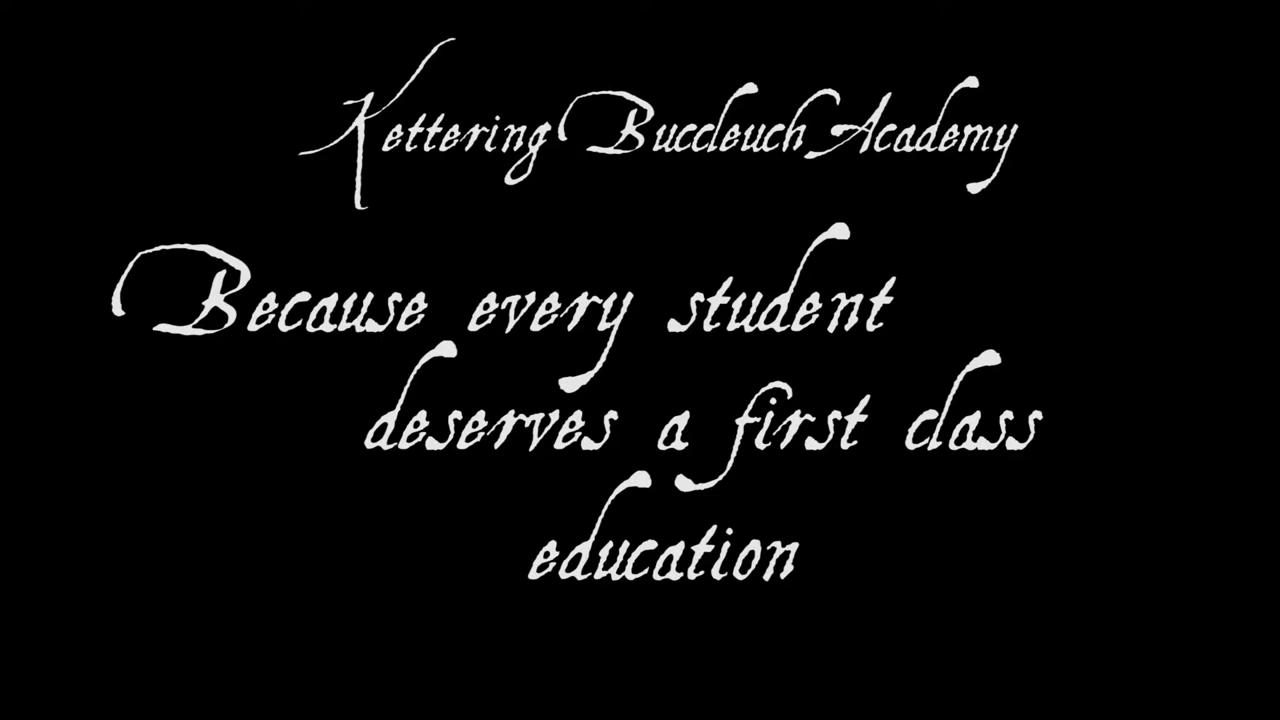 Kettering Buccleuch Academy
Because every student
deserves a first class
education